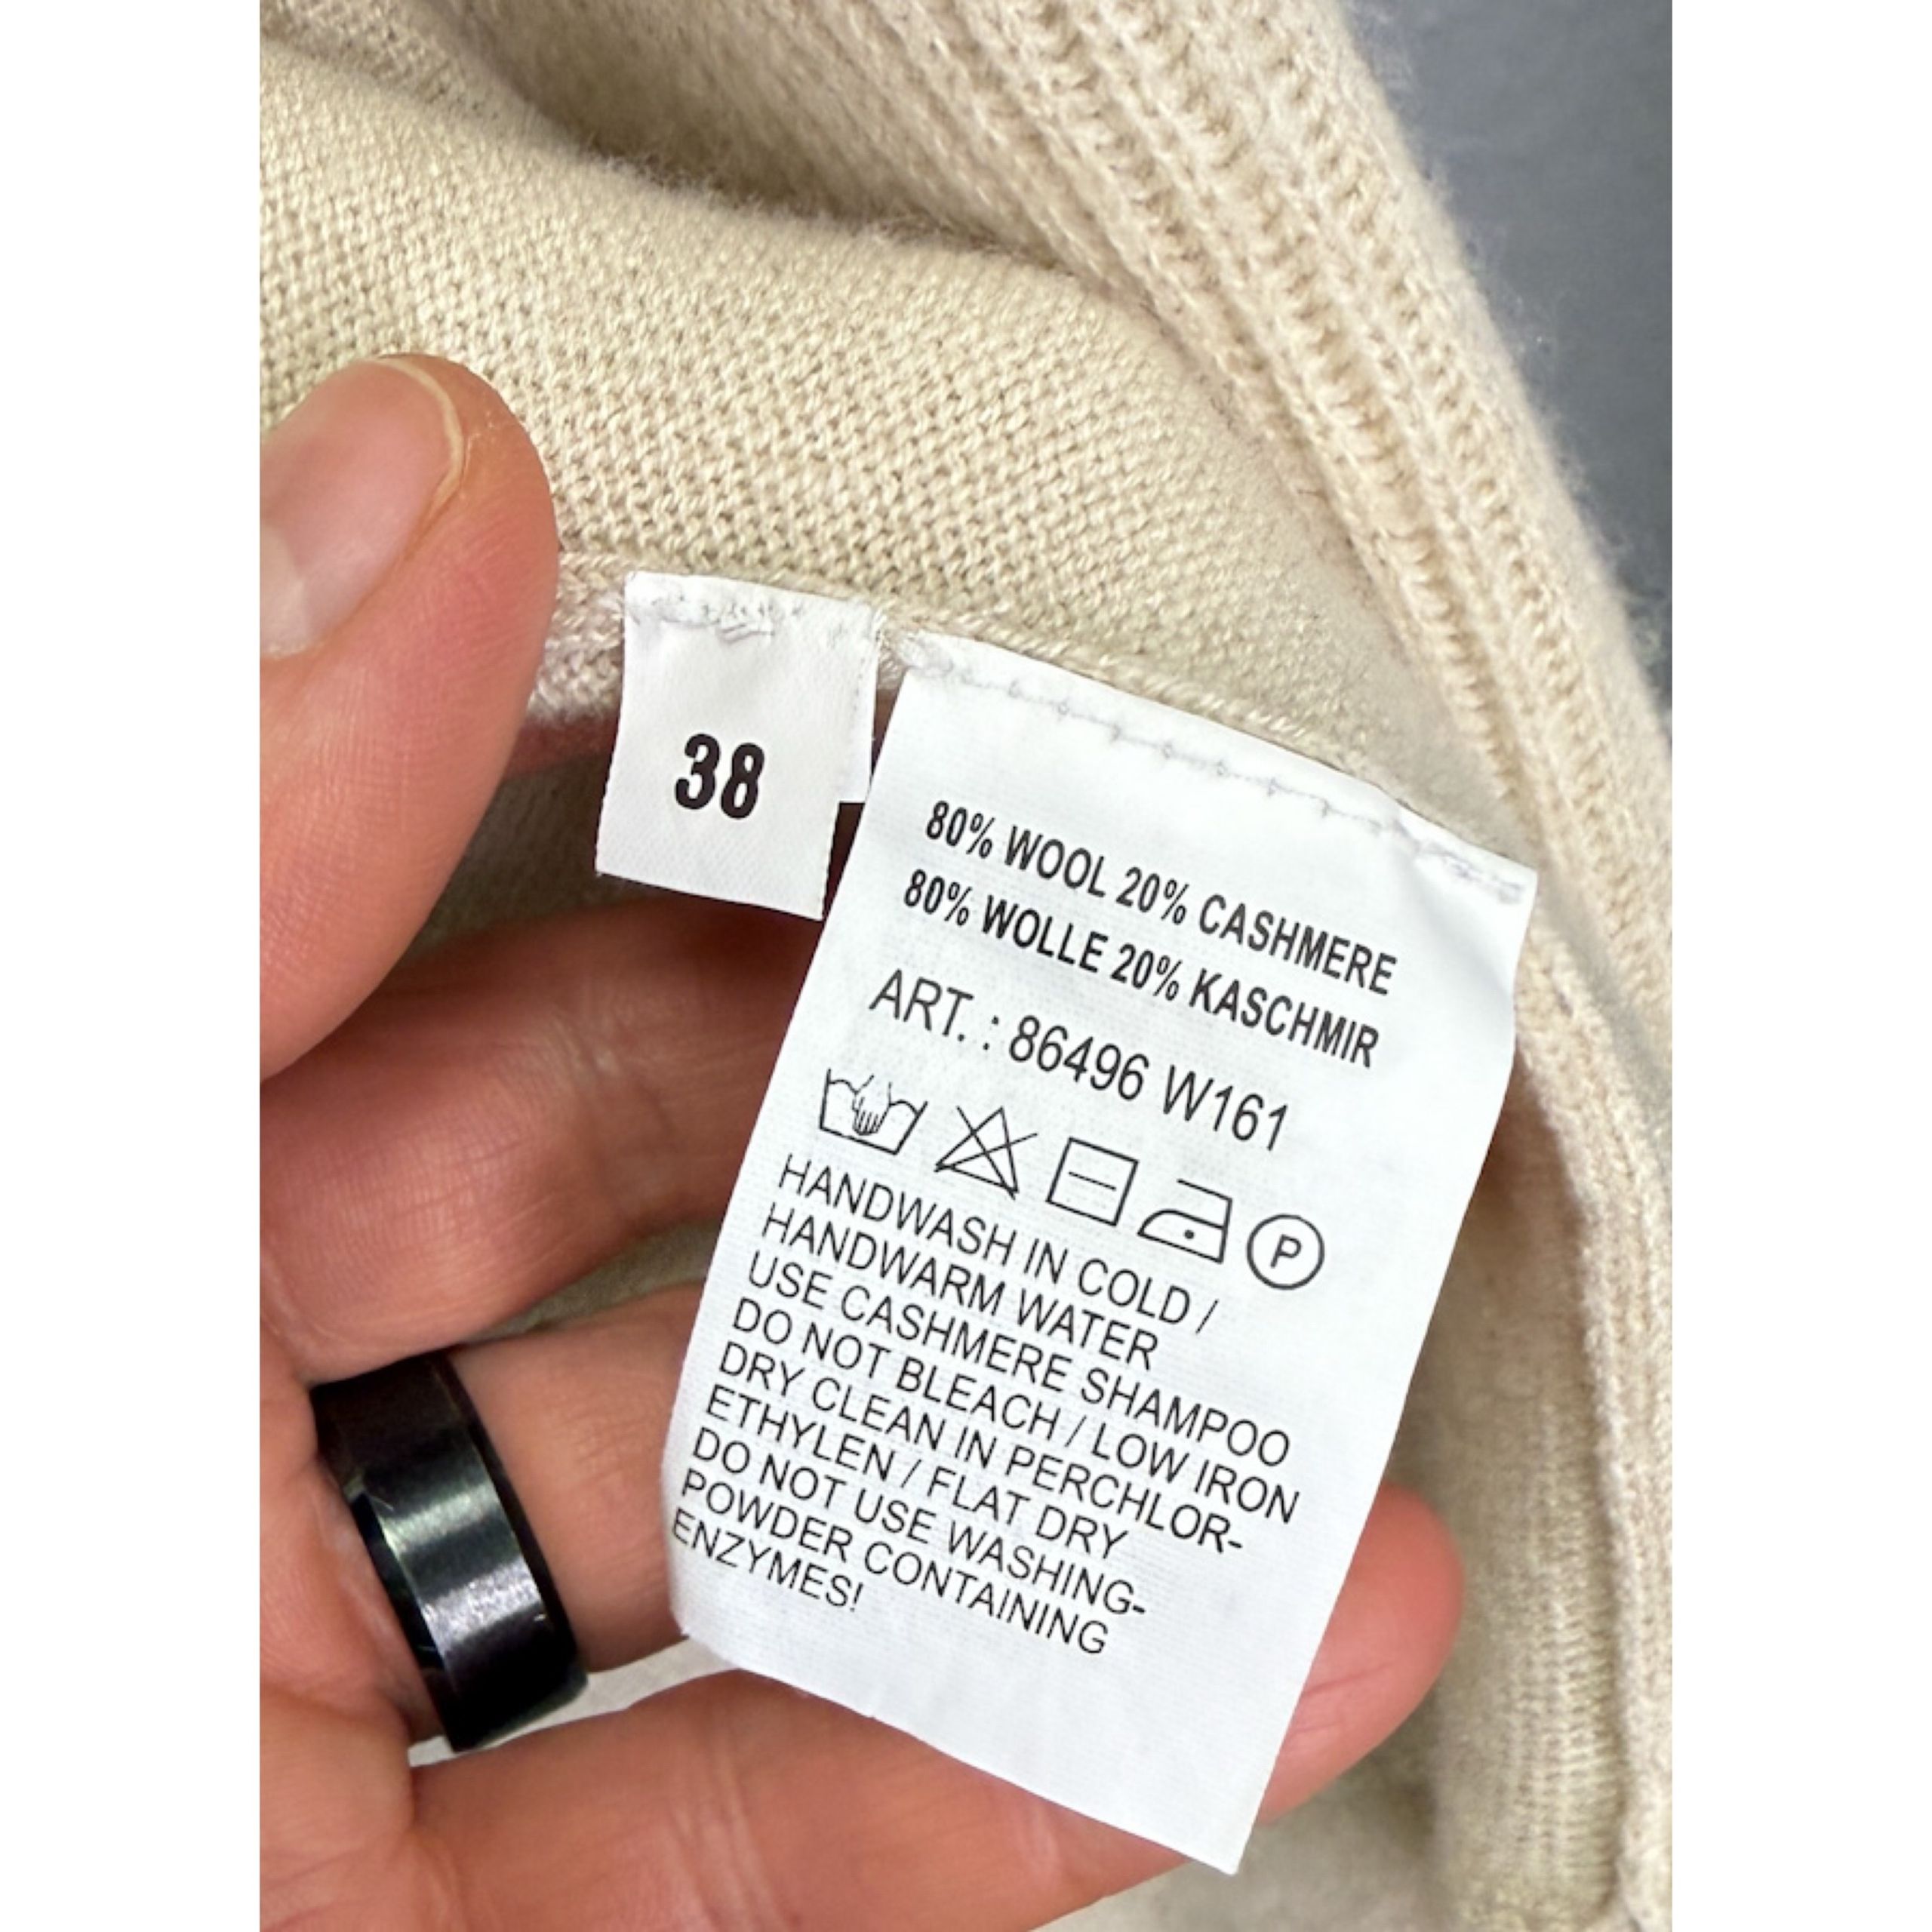 38
80% WOOL 20% CASHMERE
80% WOLLE 20% KASCHMIR
ART. : 86496 W161
P
HANDWASH IN COLD /
HANDWARM WATER
USE CASHMERE SHAMPOO
DO NOT BLEACH / LOW IRON
DRY CLEAN IN PERCHLOR-
ETHYLEN / FLAT DRY
DO NOT USE WASHING-
POWDER CONTAINING
ENZYMES!